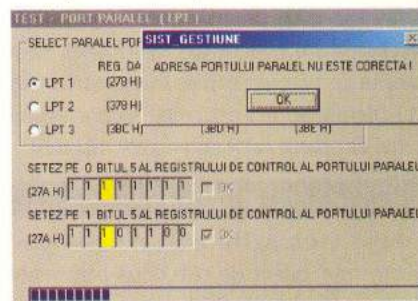 TEST - PORT PARALEL (LPT)
SELECT PARALEL POR
SIST_GESTIUNE
ADRESA PORTULUI PARALEL NU ESTE CORECTA !
OK
REG. DA
LPT 1 (278 H)
LPT 2 (378 H)
LPT 3 (3BC H) (3BD H) (3BE H)
SETEZ PE 0 BITUL 5 AL REGISTRULUI DE CONTROL AL PORTULUI PARALEL
(27A H) 1 1 1 1 1 1 1 1 OK
SETEZ PE 1 BITUL 5 AL REGISTRULUI DE CONTROL AL PORTULUI PARALEL
(27A H) 1 1 1 0 1 1 0 0 OK